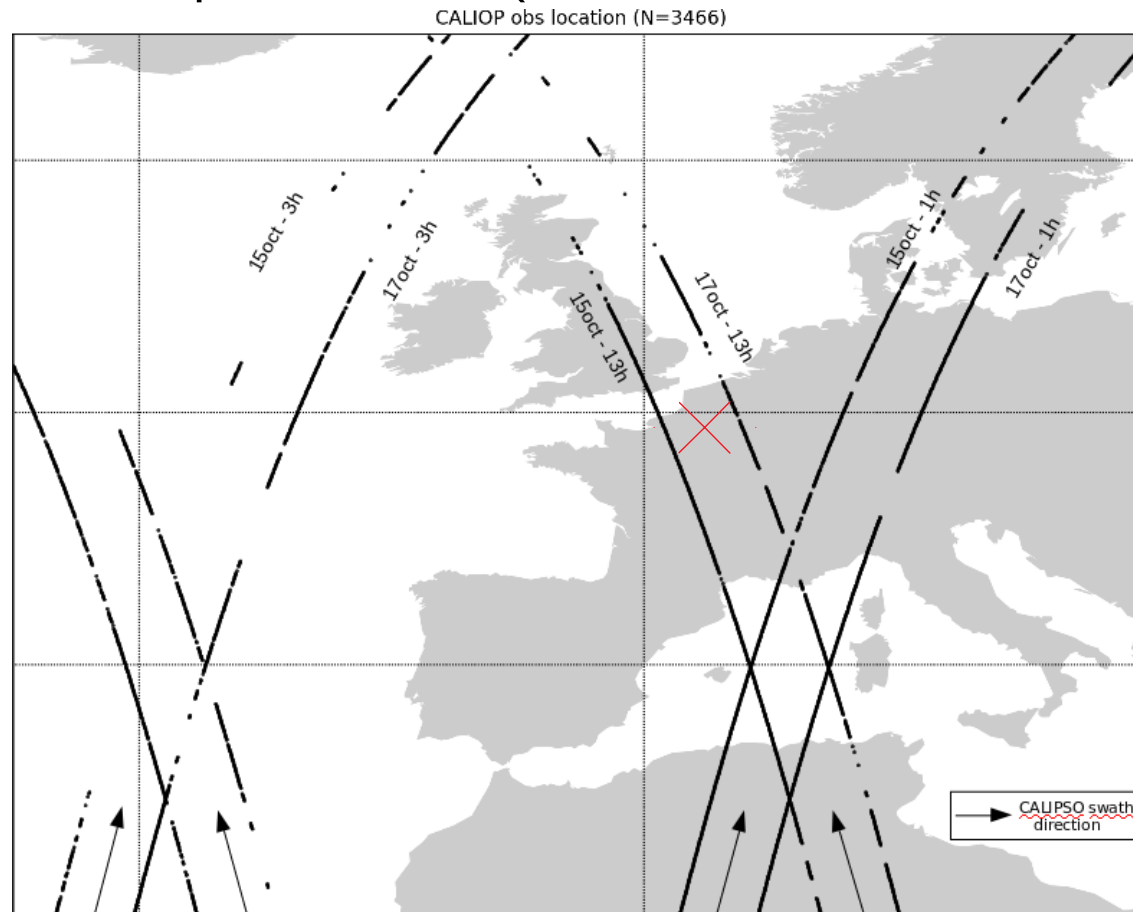 CALIOP obs location (N=3466)
15oct - 3h
17oct - 3h
15oct - 13h
17oct - 13h
15oct - 1h
17oct - 1h
CALIPSO swath
direction